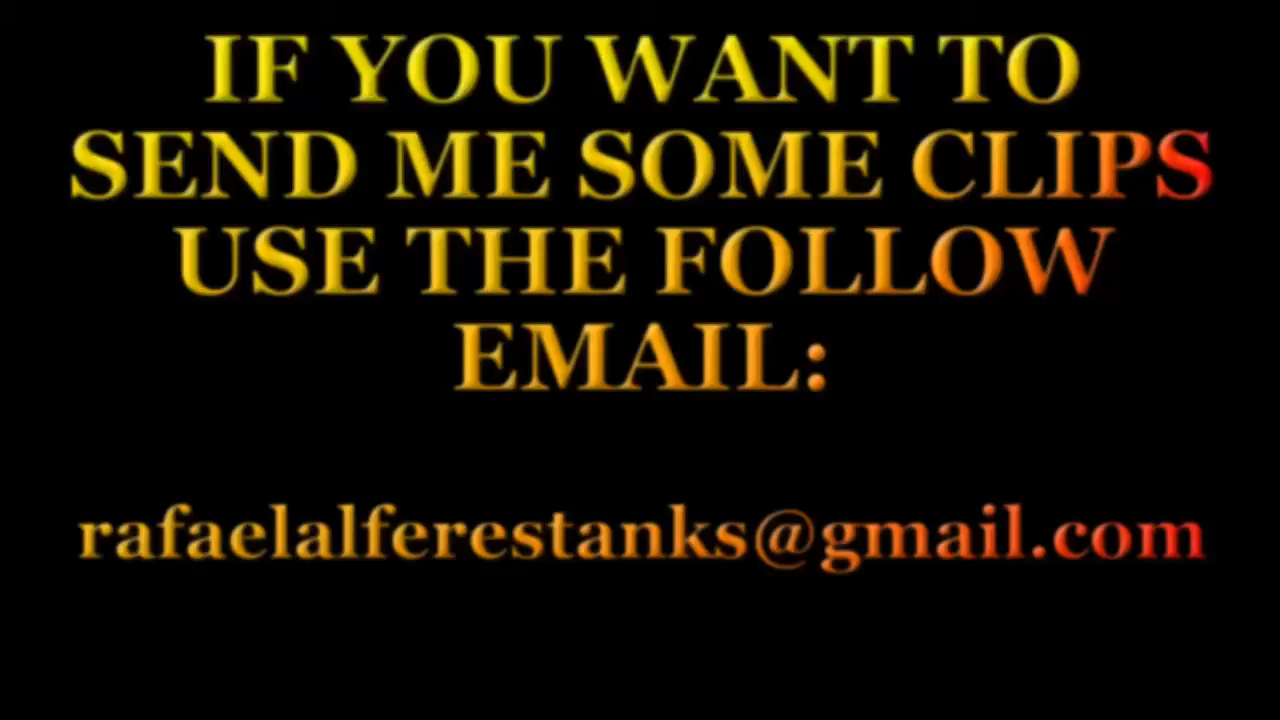 IF YOU WANT TO
SEND ME SOME CLIPS
USE THE FOLLOW
EMAIL:
rafaelalferestanks@gmail.com